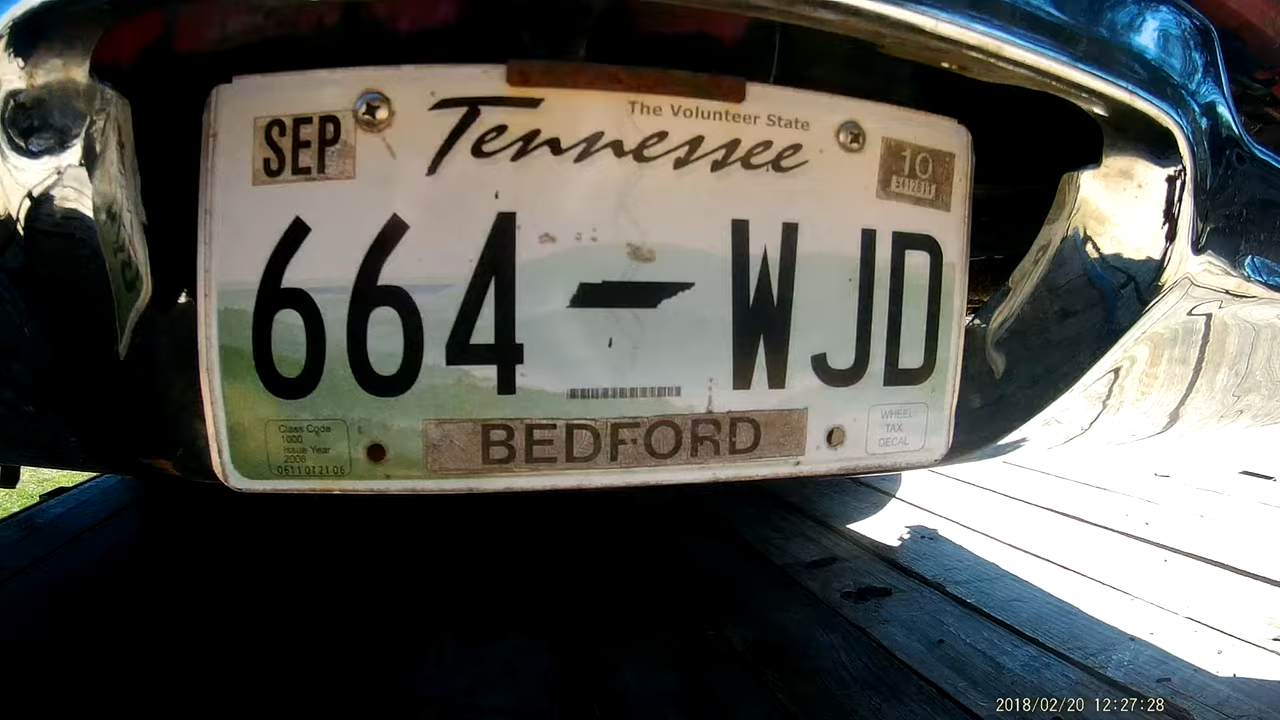 The Volunteer State
SEP
Tennessee
10
664 WJD
Class Code
1000
Issue Year
2006
BEDFORD
WHEEL
TAX
DECAL
2018/02/20 12:27:28